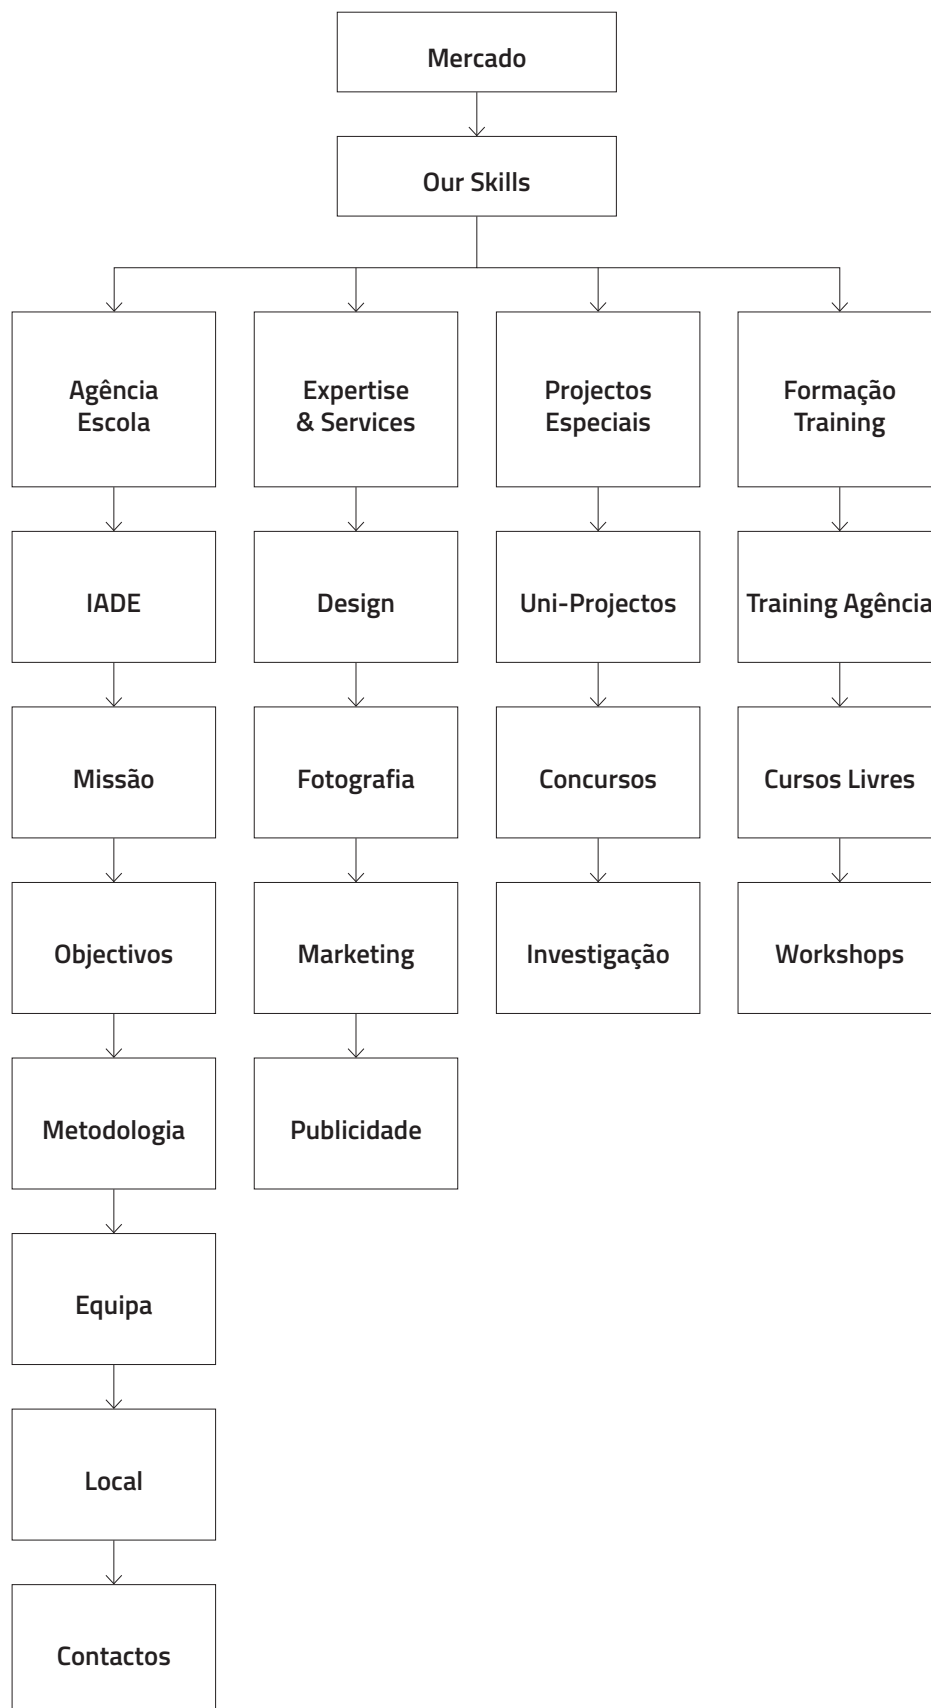 Mercado
Our Skills
Agência
Escola
Expertise
& Services
Projectos
Especiais
Formação
Training
IADE
Design
Uni-Projectos
Training Agência
Missão
Fotografia
Concursos
Cursos Livres
Objectivos
Marketing
Investigação
Workshops
Metodologia
Publicidade
Equipa
Local
Contactos